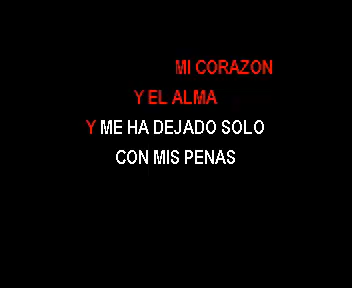 MI CORAZON
Y EL ALMA
Y ME HA DEJADO SOLO
CON MIS PENAS